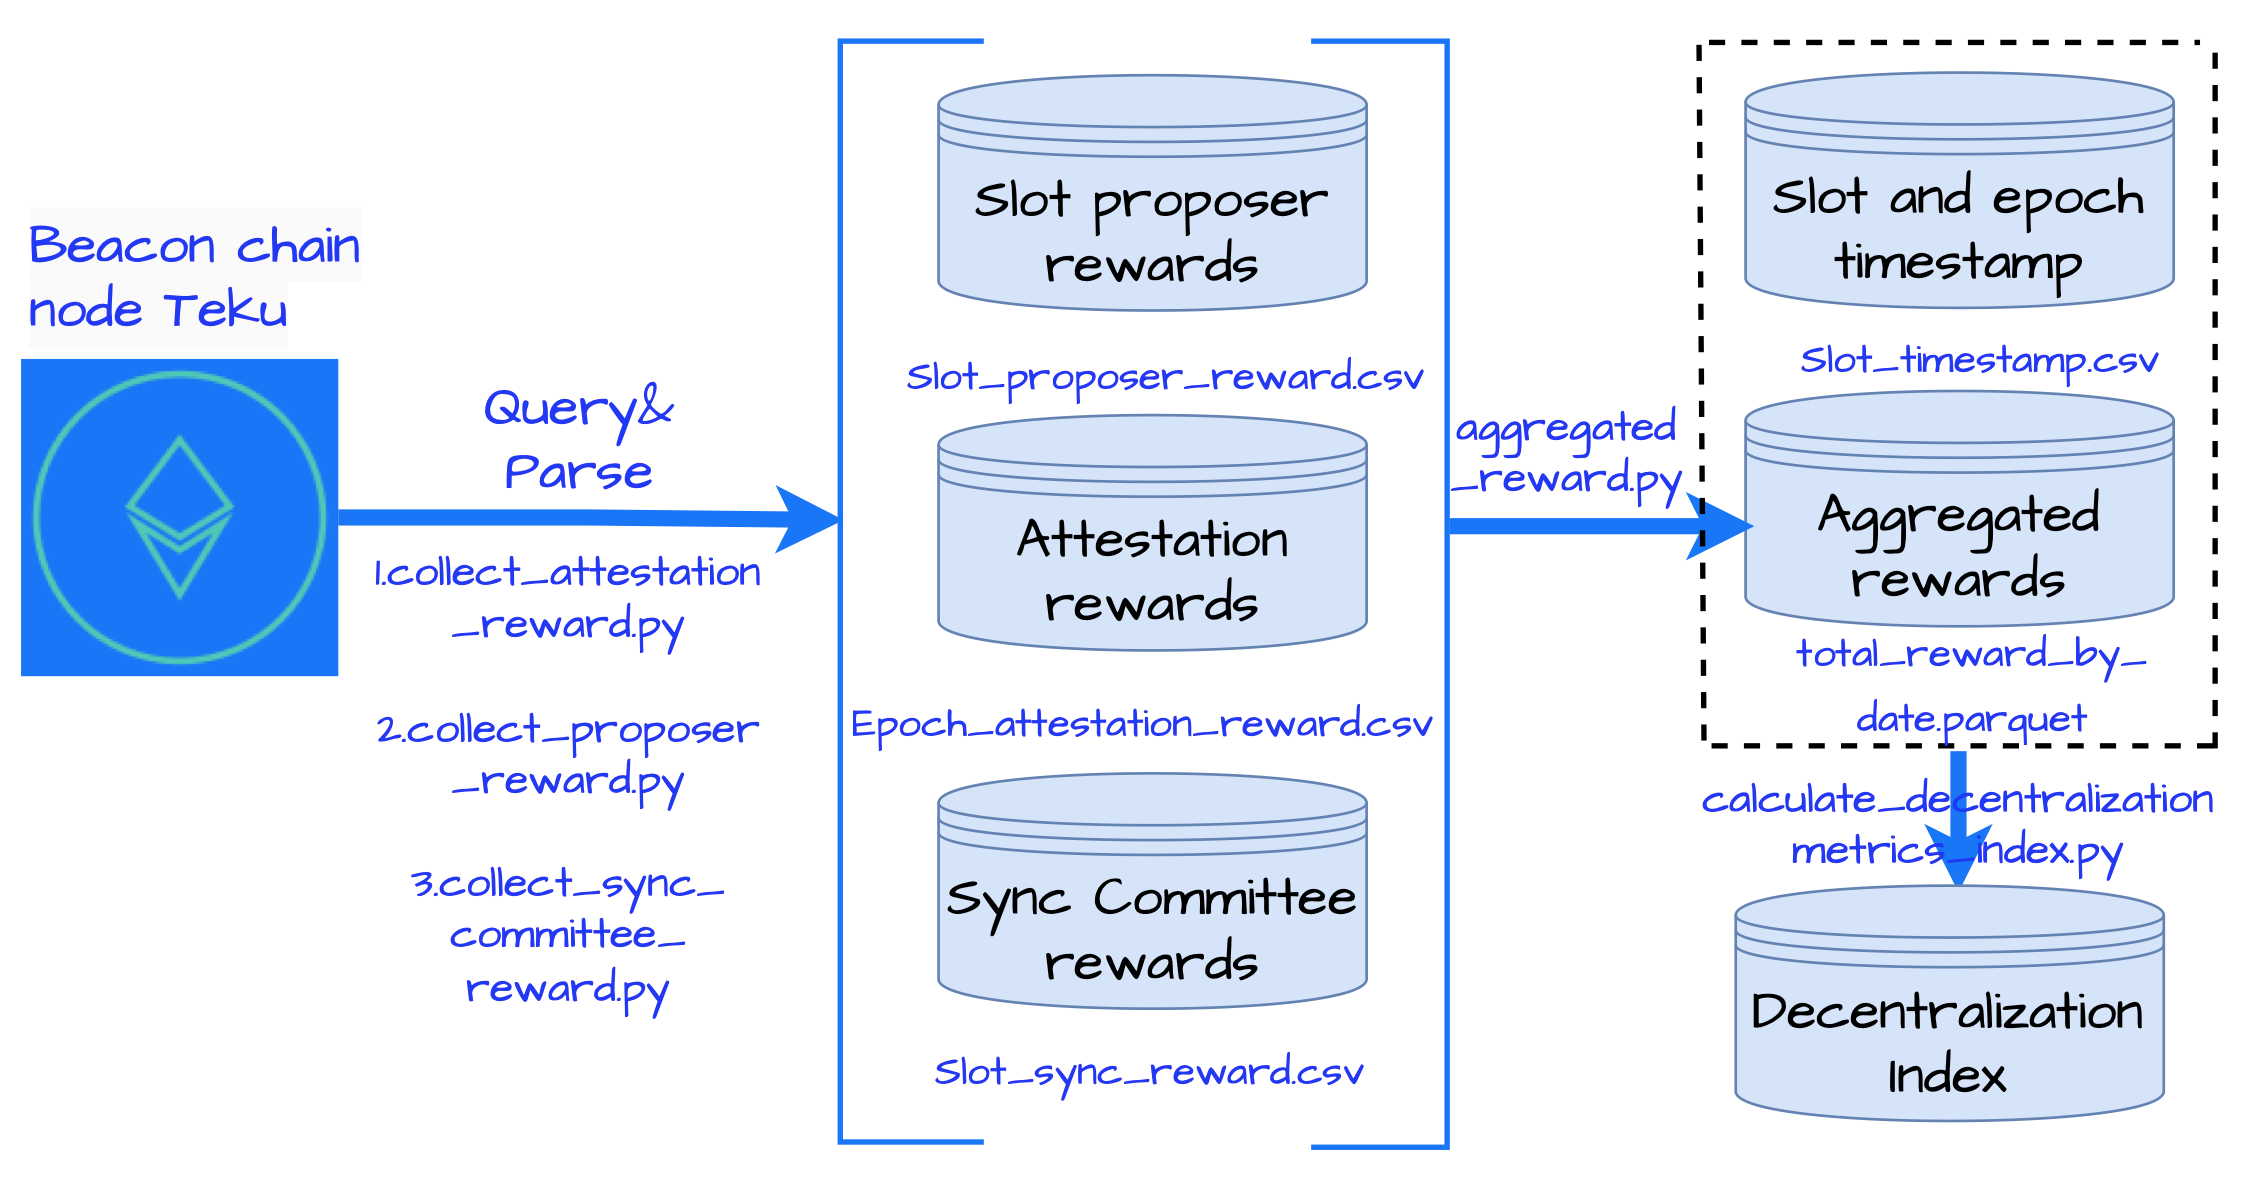 Beacon chain
node Teku
Query&
Parse
1.collect_attestation
_reward.py
2.collect_proposer
_reward.py
3.collect_sync_
committee_
reward.py
Slot proposer
rewards
Slot_proposer_reward.csv
Attestation
rewards
Epoch_attestation_reward.csv
Sync Committee
rewards
Slot_sync_reward.csv
aggregated
_reward.py
Slot and epoch
timestamp
Slot_timestamp.csv
Aggregated
rewards
total_reward_by_
date.parquet
calculate_decentralization
metrics_index.py
Decentralization
Index